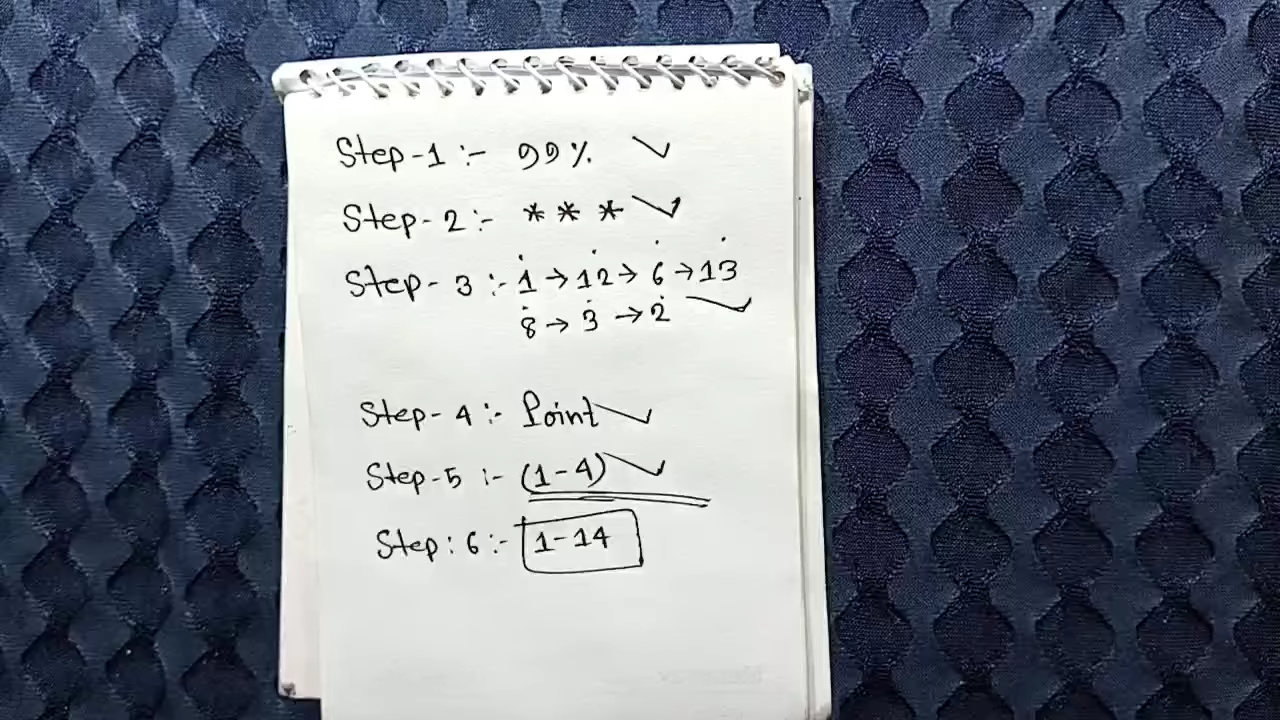 Step-1 :- 99%
Step-2 :- ***
Step-3 :- 1→12→6→13
8→3→2
Step-4 :- Point
Step-5 :- (1-4)
Step:6:- 1-14